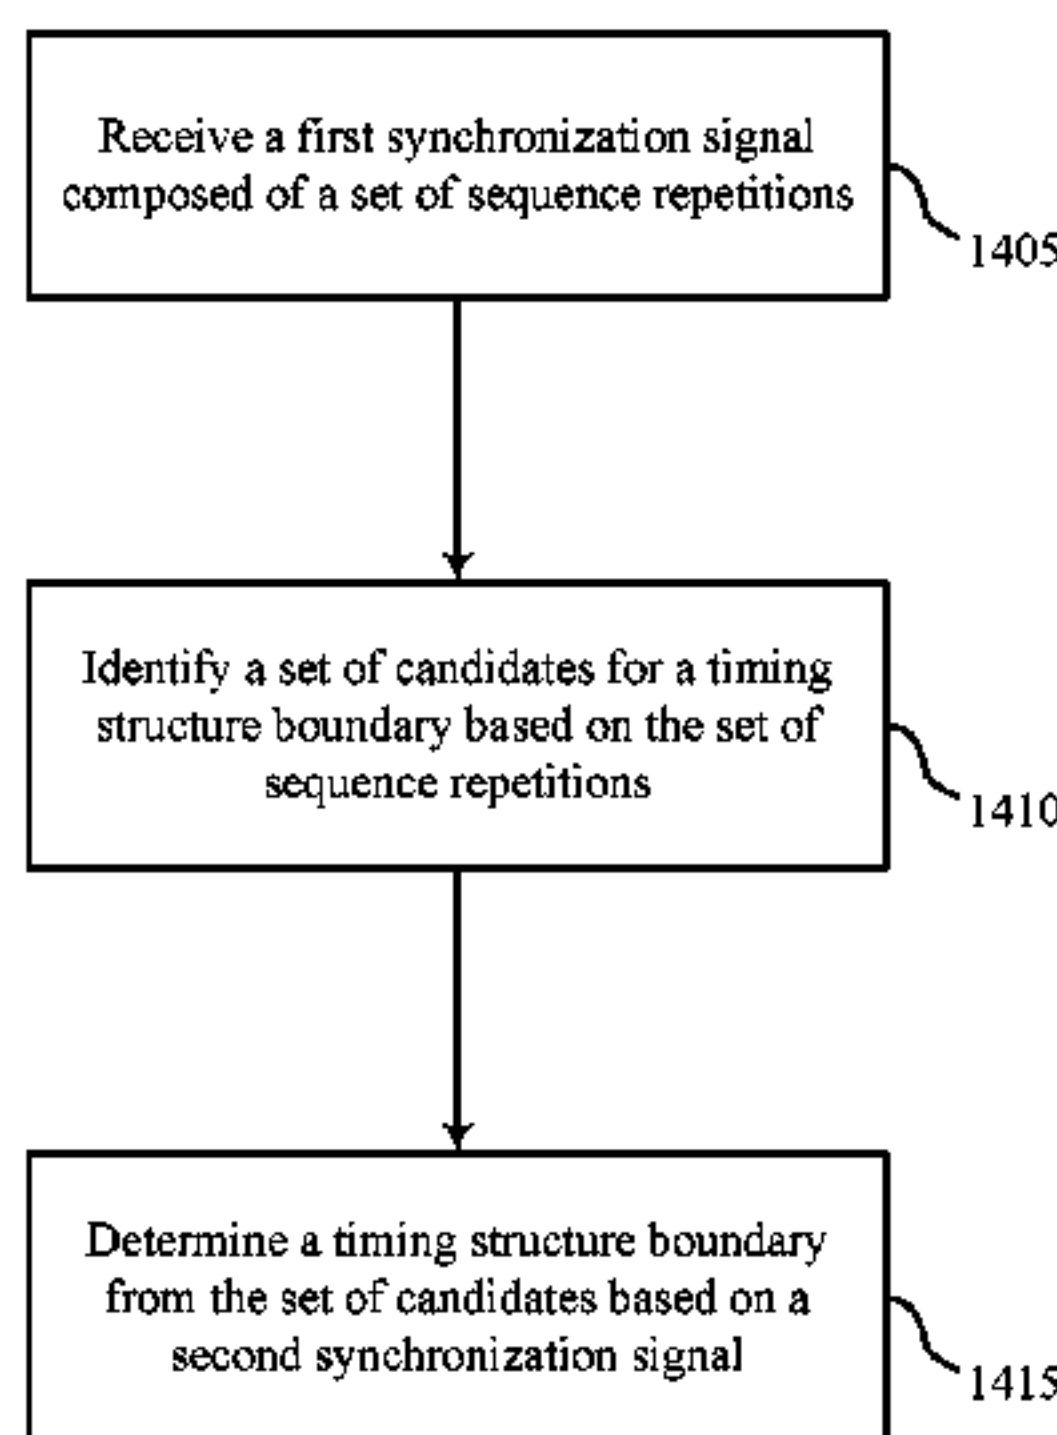 Receive a first synchronization signal
composed of a set of sequence repetitions
1405
Identify a set of candidates for a timing
structure boundary based on the set of
sequence repetitions
1410
Determine a timing structure boundary
from the set of candidates based on a
second synchronization signal
1415